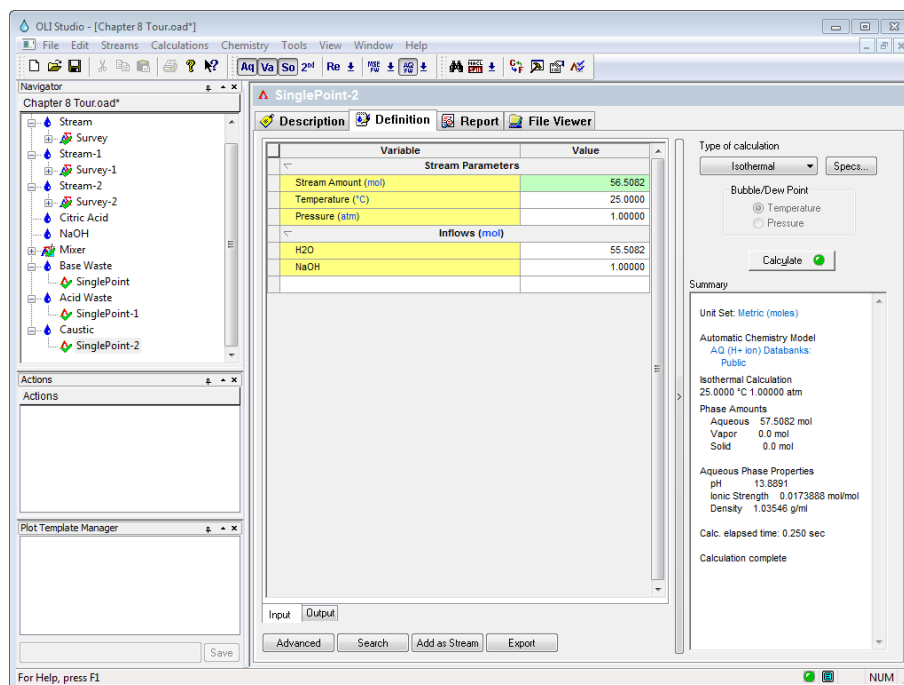 OLI Studio - [Chapter 8 Tour.oad*]
File Edit Streams Calculations Chemistry Tools View Window Help
Aq Va So 2nd Re MSE FW AQ FW
Navigator
Chapter 8 Tour.oad*
Stream
Survey
Stream-1
Survey-1
Stream-2
Survey-2
Citric Acid
NaOH
Mixer
Base Waste
SinglePoint
Acid Waste
SinglePoint-1
Caustic
SinglePoint-2
Actions
Actions
Plot Template Manager
Save
SinglePoint-2
Description Definition Report File Viewer
Variable Value
Stream Parameters
Stream Amount (mol) 56.5082
Temperature (°C) 25.0000
Pressure (atm) 1.00000
Inflows (mol)
H2O 55.5082
NaOH 1.00000
Input Output
Advanced Search Add as Stream Export
Type of calculation
Isothermal Specs...
Bubble/Dew Point
Temperature
Pressure
Calculate
Summary
Unit Set: Metric (moles)
Automatic Chemistry Model
AQ (H+ ion) Databanks:
Public
Isothermal Calculation
25.0000 °C 1.00000 atm
Phase Amounts
Aqueous 57.5082 mol
Vapor 0.0 mol
Solid 0.0 mol
Aqueous Phase Properties
pH 13.8891
Ionic Strength 0.0173888 mol/mol
Density 1.03546 g/ml
Calc. elapsed time: 0.250 sec
Calculation complete
For Help, press F1
NUM